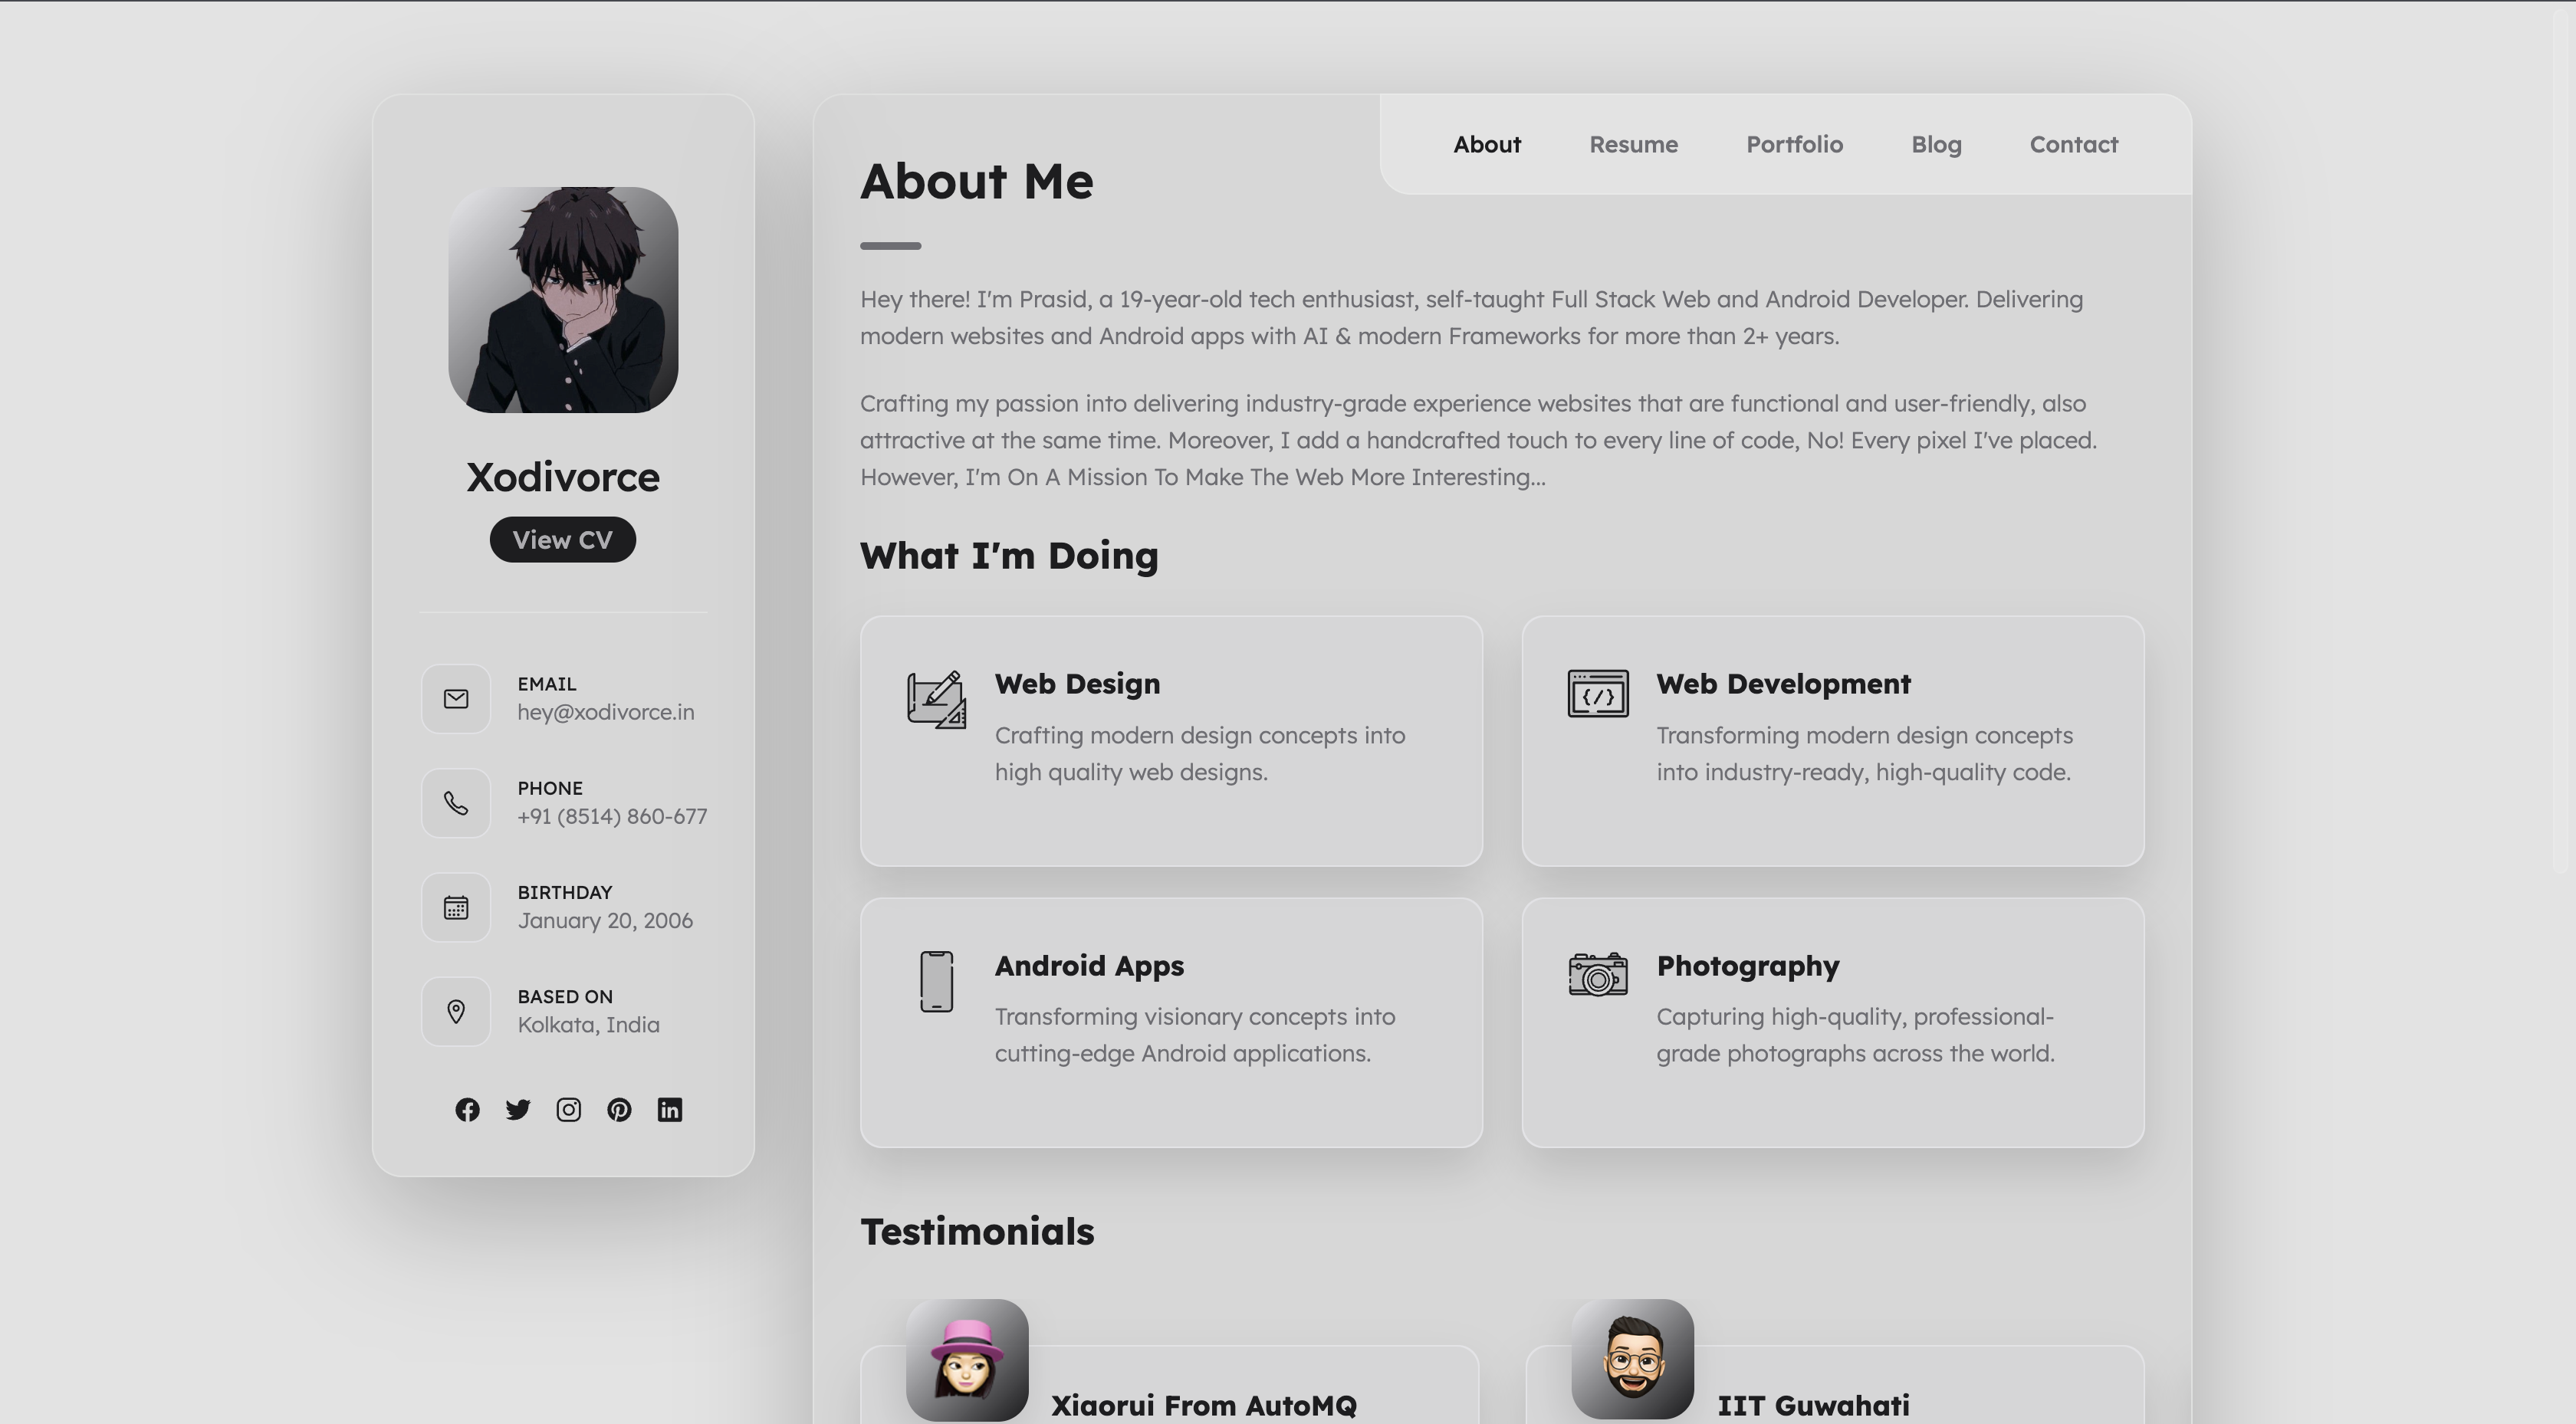 Xodivorce
View CV
EMAIL
hey@xodivorce.in
PHONE
+91 (8514) 860-677
BIRTHDAY
January 20, 2006
BASED ON
Kolkata, India
About Resume Portfolio Blog Contact
About Me
Hey there! I'm Prasid, a 19-year-old tech enthusiast, self-taught Full Stack Web and Android Developer. Delivering
modern websites and Android apps with AI & modern Frameworks for more than 2+ years.
Crafting my passion into delivering industry-grade experience websites that are functional and user-friendly, also
attractive at the same time. Moreover, I add a handcrafted touch to every line of code, No! Every pixel I've placed.
However, I'm On A Mission To Make The Web More Interesting...
What I'm Doing
Web Design
Crafting modern design concepts into
high quality web designs.
Web Development
Transforming modern design concepts
into industry-ready, high-quality code.
Android Apps
Transforming visionary concepts into
cutting-edge Android applications.
Photography
Capturing high-quality, professional-
grade photographs across the world.
Testimonials
Xiaorui From AutoMQ
IIT Guwahati